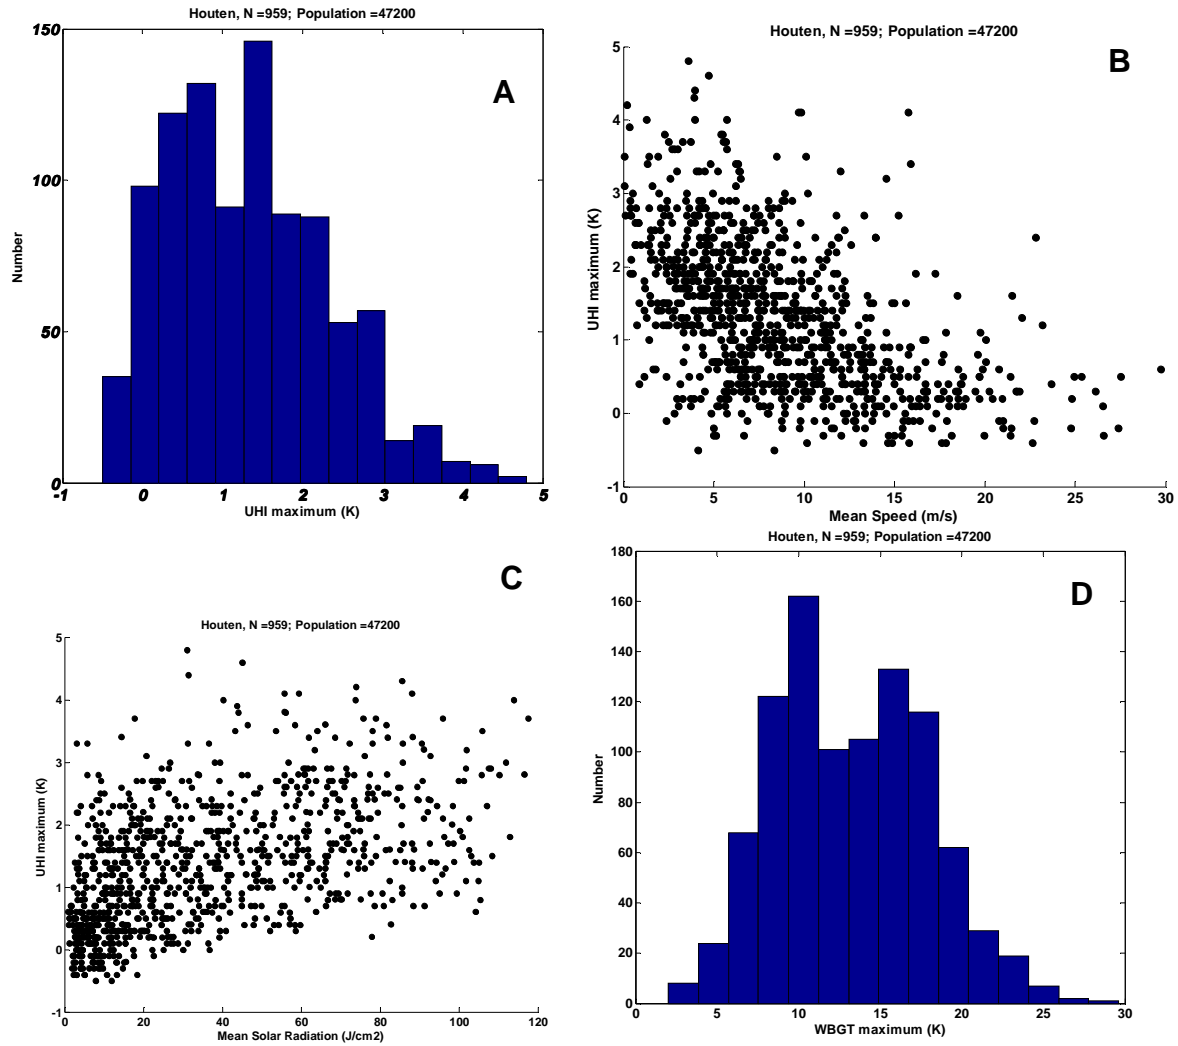 Houten, N =959; Population =47200
A
Number
150
100
50
0
-1 0 1 2 3 4 5
UHI maximum (K)
Houten, N =959; Population =47200
B
UHI maximum (K)
5
4
3
2
1
0
-1
0 5 10 15 20 25 30
Mean Speed (m/s)
C
Houten, N =959; Population =47200
UHI maximum (K)
5
4
3
2
1
0
-1
0 20 40 60 80 100 120
Mean Solar Radiation (J/cm2)
Houten, N =959; Population =47200
D
Number
180
160
140
120
100
80
60
40
20
0
0 5 10 15 20 25 30
WBGT maximum (K)